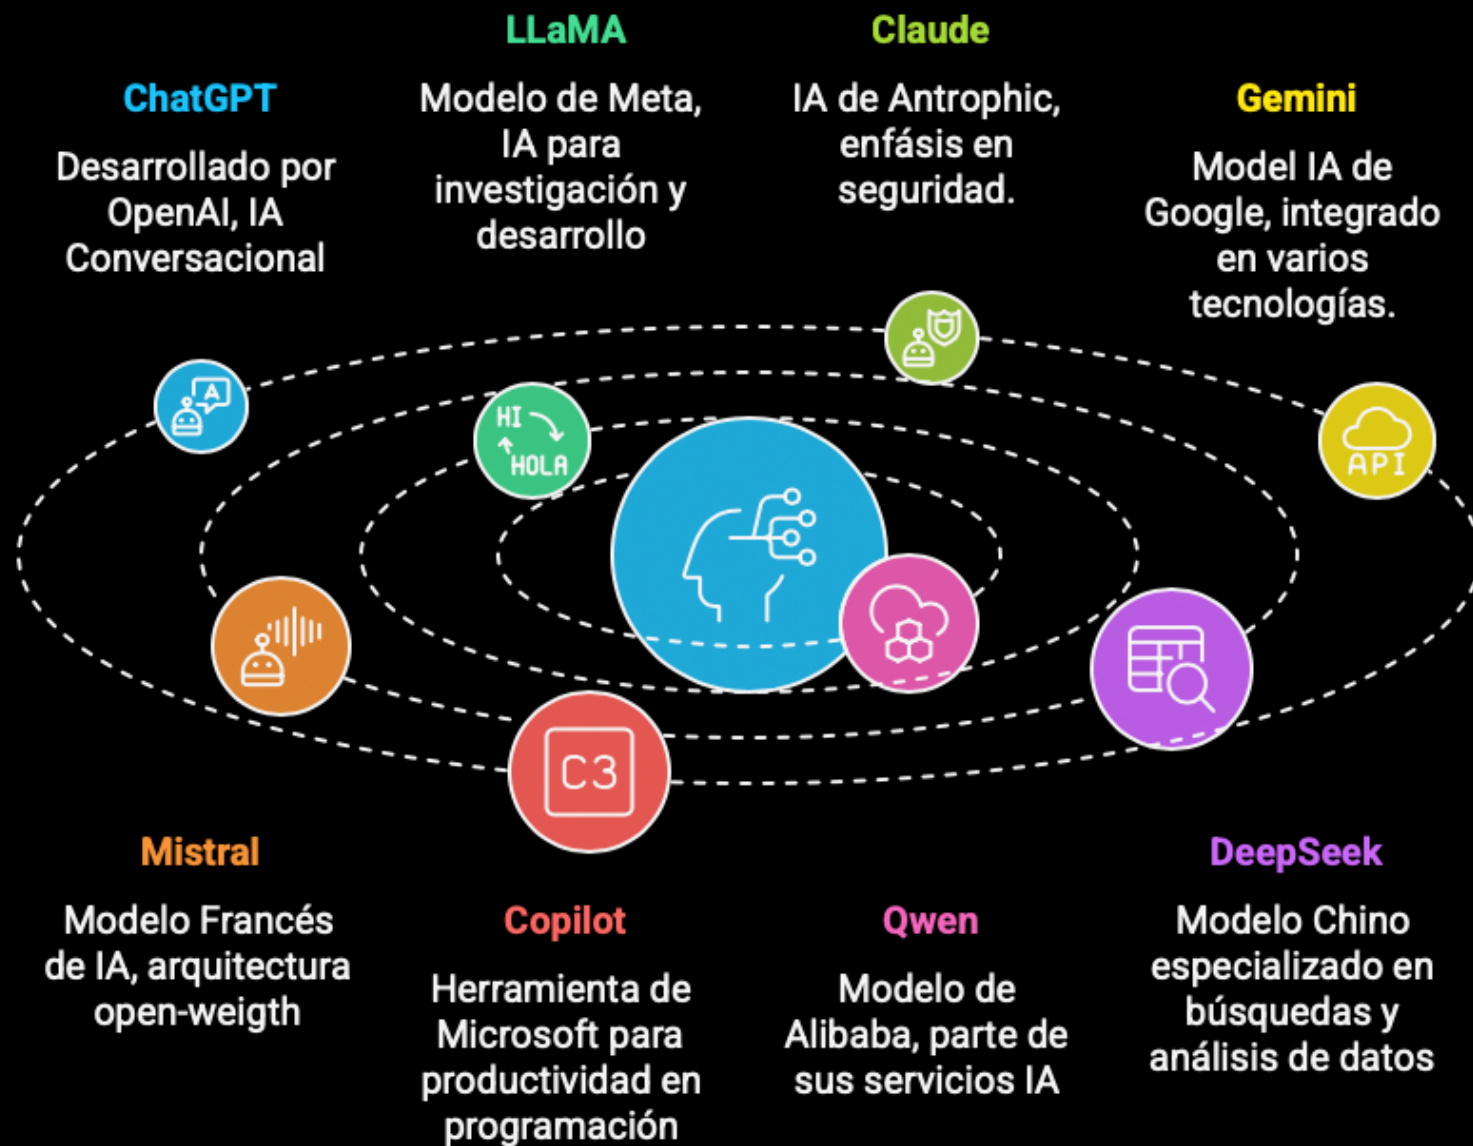 ChatGPT
Desarrollado por
OpenAI, IA
Conversacional
LLaMA
Modelo de Meta,
IA para
investigación y
desarrollo
Claude
IA de Antrophic,
enfásis en
seguridad.
Gemini
Model IA de
Google, integrado
en varios
tecnologías.
A
HI
HOLA
API
C3
Mistral
Modelo Francés
de IA, arquitectura
open-weigth
Copilot
Herramienta de
Microsoft para
productividad en
programación
Qwen
Modelo de
Alibaba, parte de
sus servicios IA
DeepSeek
Modelo Chino
especializado en
búsquedas y
análisis de datos